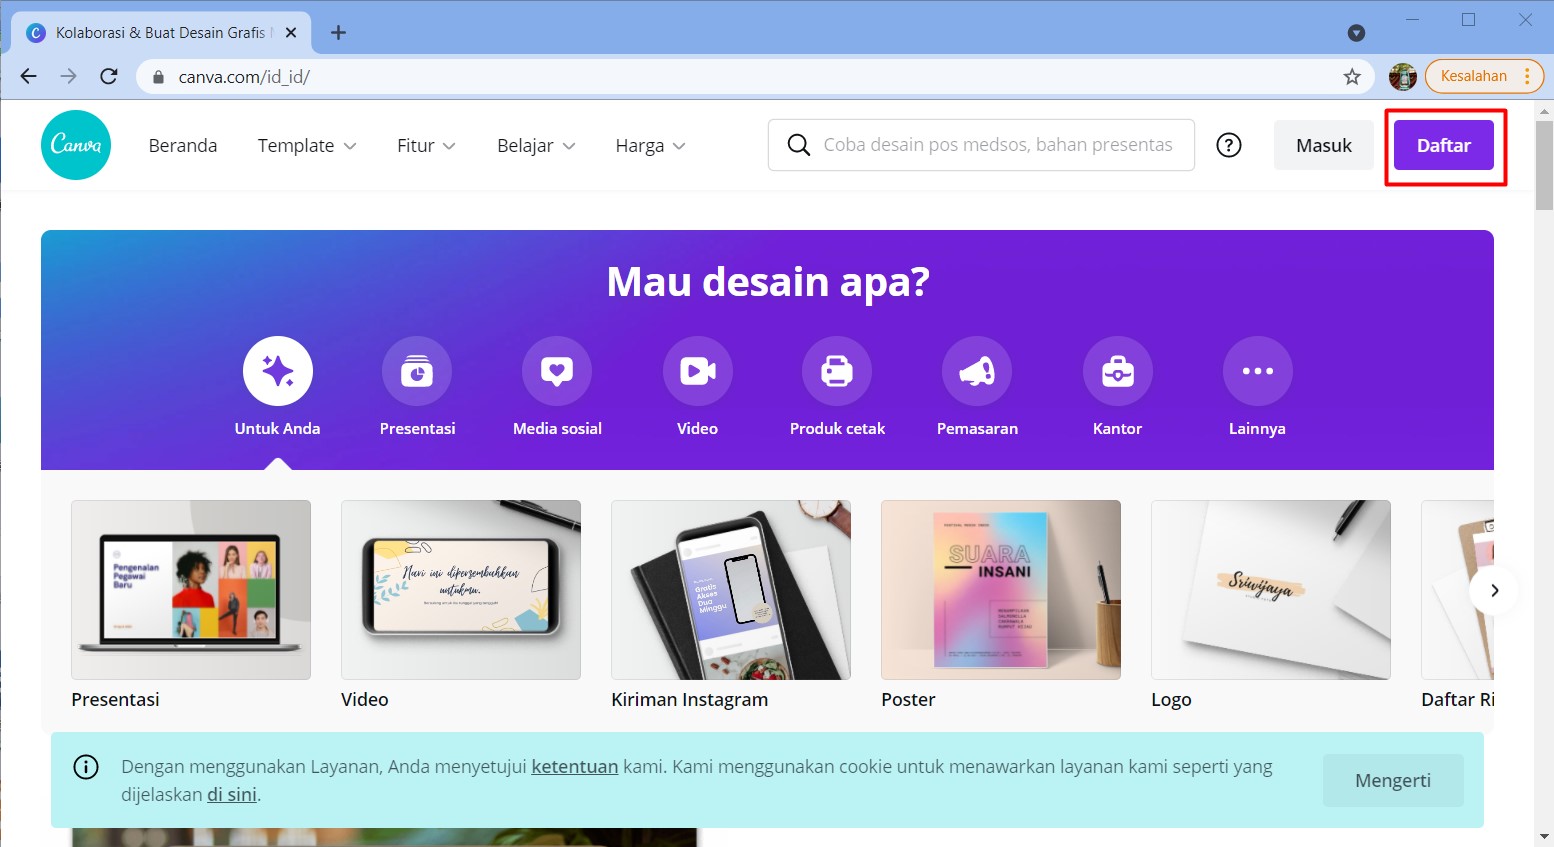 Kolaborasi & Buat Desain Grafis
canva.com/id_id/
Kesalahan
Canva
Beranda
Template
Fitur
Belajar
Harga
Coba desain pos medsos, bahan presentas
Masuk
Daftar
Mau desain apa?
Untuk Anda
Presentasi
Media sosial
Video
Produk cetak
Pemasaran
Kantor
Lainnya
Pengenalan
Pegawai
Baru
Hari ini dipersembahkan
untukmu.
Gratis
Akses
Dua
Minggu
SUARA
INSANI
Sriwijaya
Presentasi
Video
Kiriman Instagram
Poster
Logo
Daftar Ri
Dengan menggunakan Layanan, Anda menyetujui ketentuan kami. Kami menggunakan cookie untuk menawarkan layanan kami seperti yang
dijelaskan di sini.
Mengerti